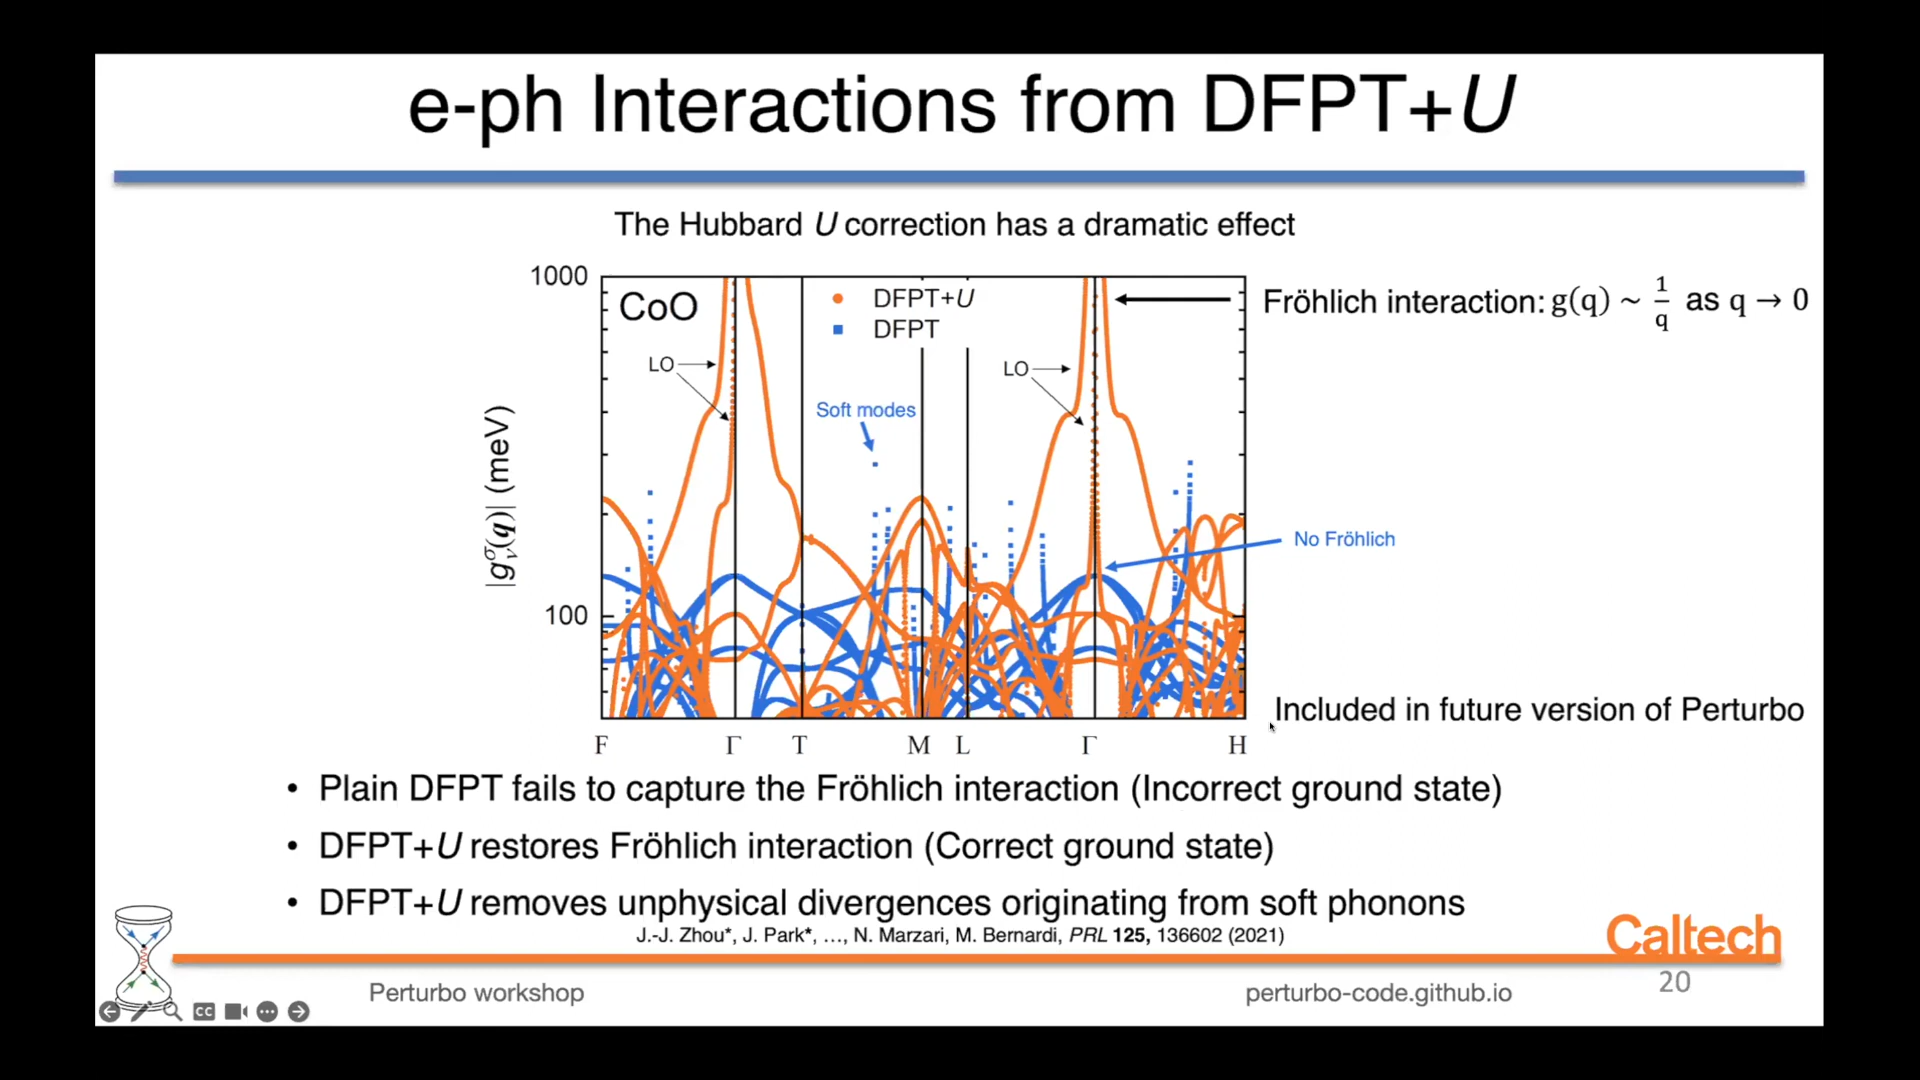 e-ph Interactions from DFPT+U
The Hubbard U correction has a dramatic effect
1000
CoO
DFPT+U
DFPT
Fröhlich interaction: g(q) ~ 1/q as q → 0
LO
LO
Soft modes
|g_ν^σ(q)| (meV)
No Fröhlich
100
Included in future version of Perturbo
F Γ T M L Γ H
• Plain DFPT fails to capture the Fröhlich interaction (Incorrect ground state)
• DFPT+U restores Fröhlich interaction (Correct ground state)
• DFPT+U removes unphysical divergences originating from soft phonons
J.-J. Zhou*, J. Park*, ..., N. Marzari, M. Bernardi, PRL 125, 136602 (2021)
Caltech
Perturbo workshop
perturbo-code.github.io
20
CC